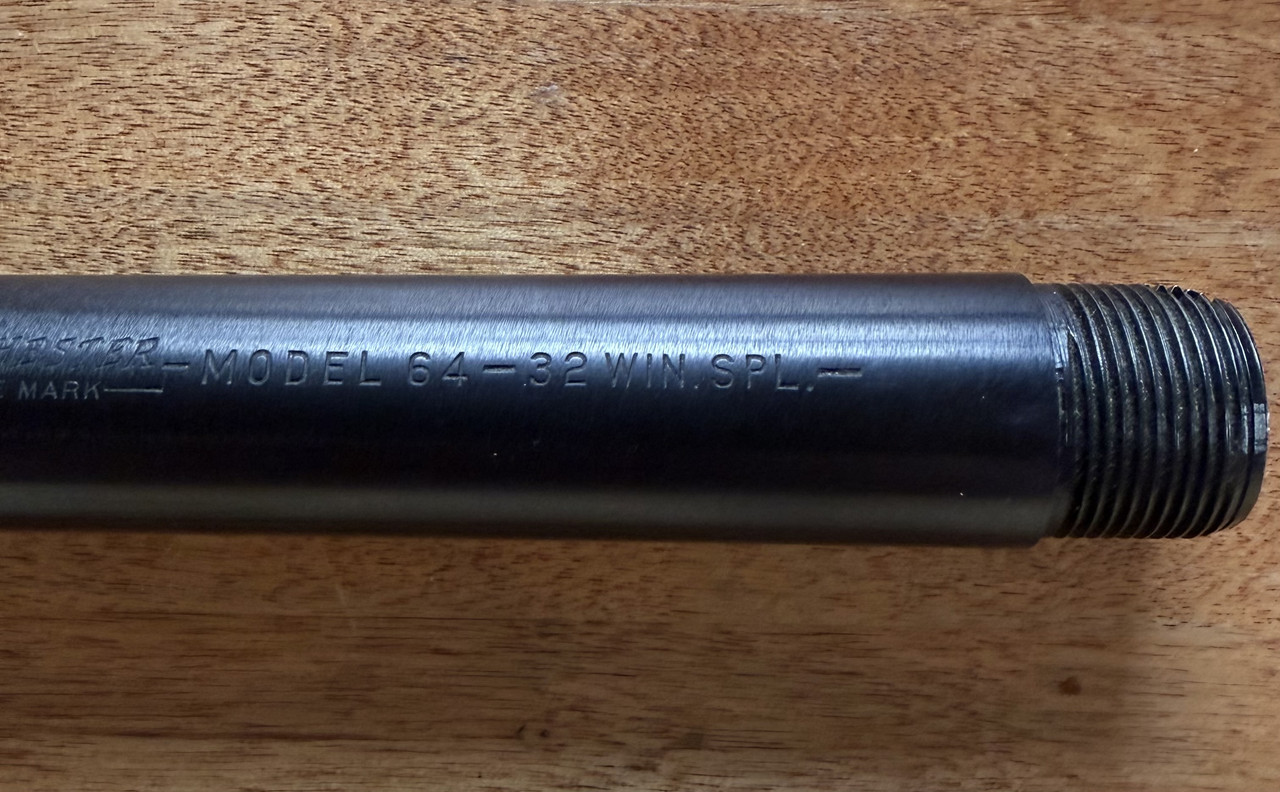 HESTER-MODEL 64-32 WIN. SPL.-
E MARK